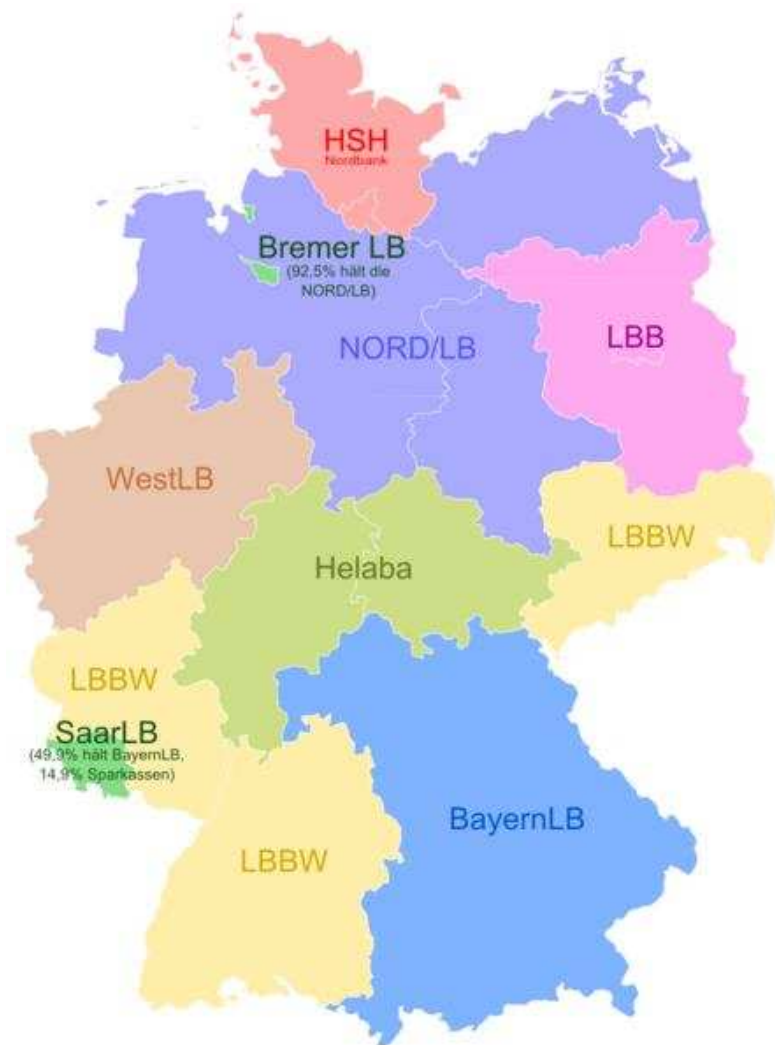 HSH
Nordbank
Bremer LB
(92,5% hält die
NORD/LB)
NORD/LB
LBB
WestLB
LBBW
Helaba
LBBW
SaarLB
(49,9% hält BayernLB,
14,9% Sparkassen)
BayernLB
LBBW